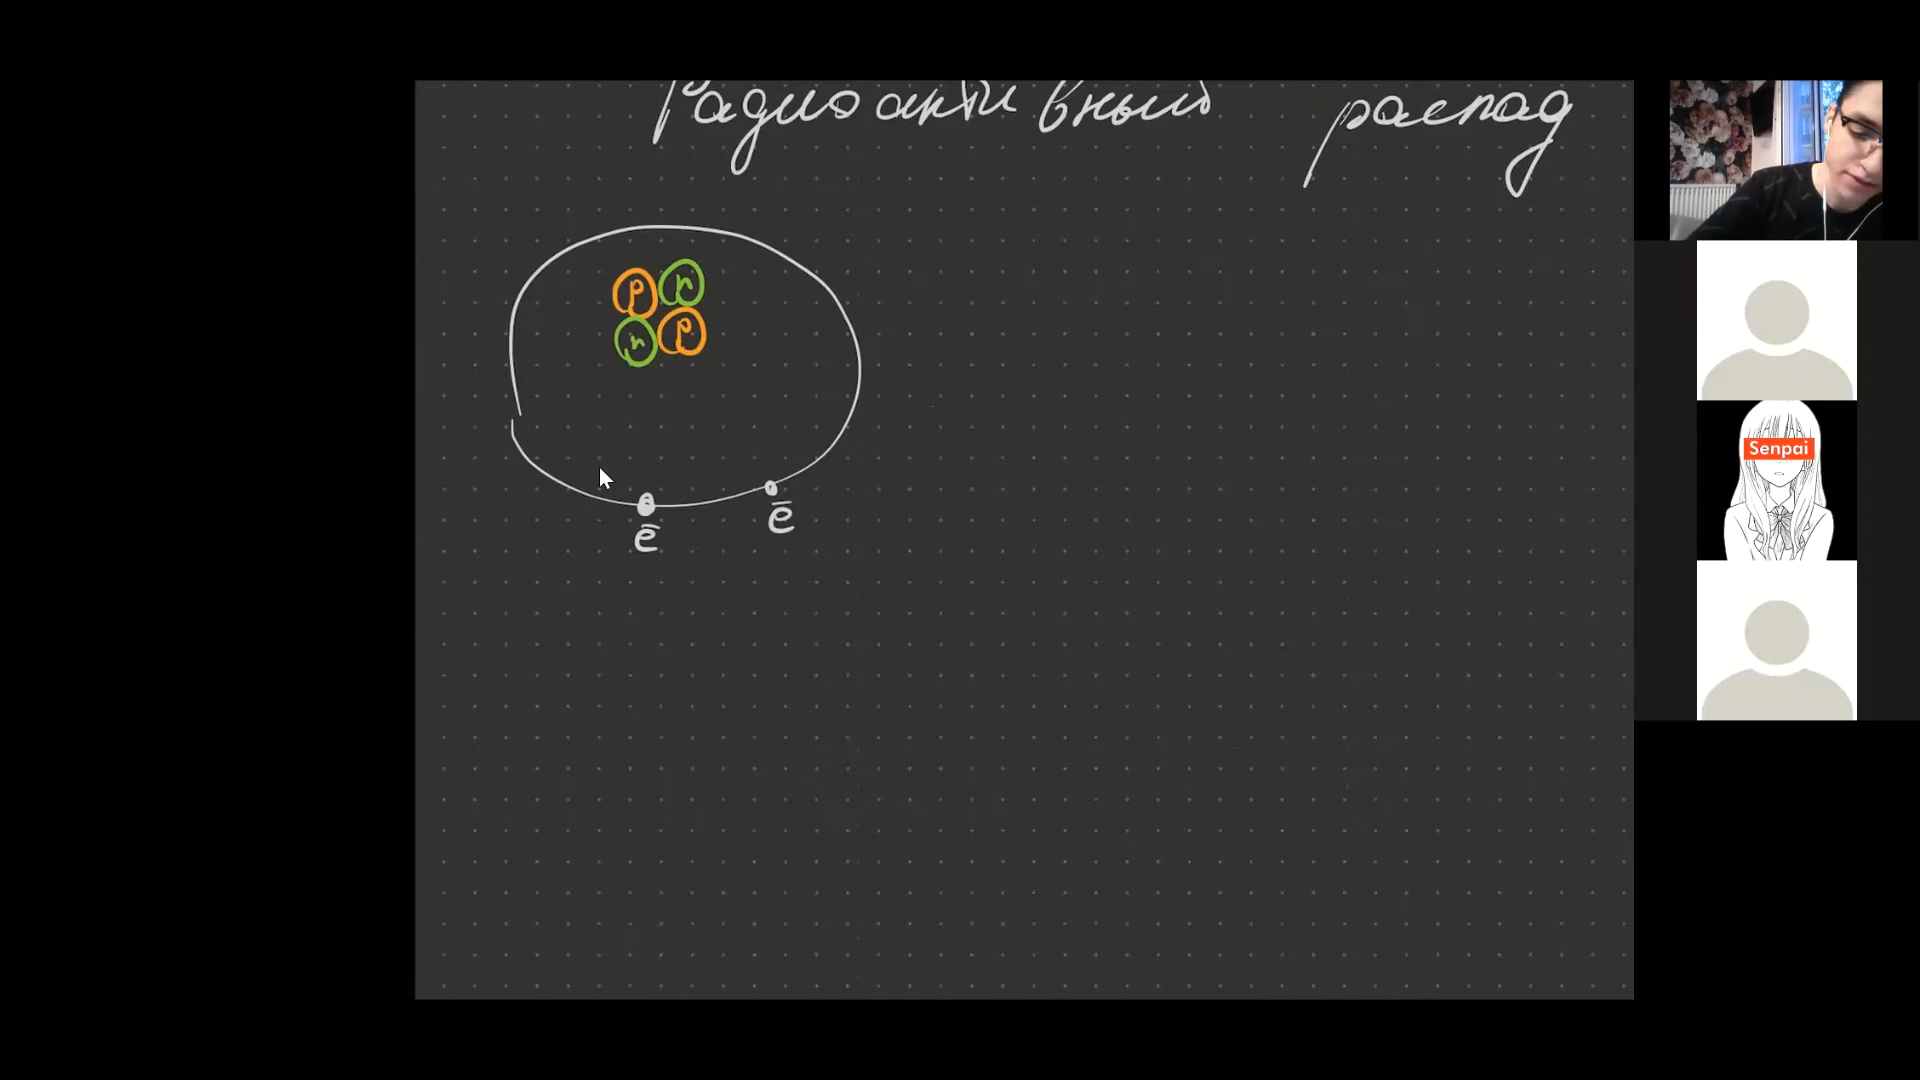 Радиоактивный распад
p n
n p
ē
ē
Senpai